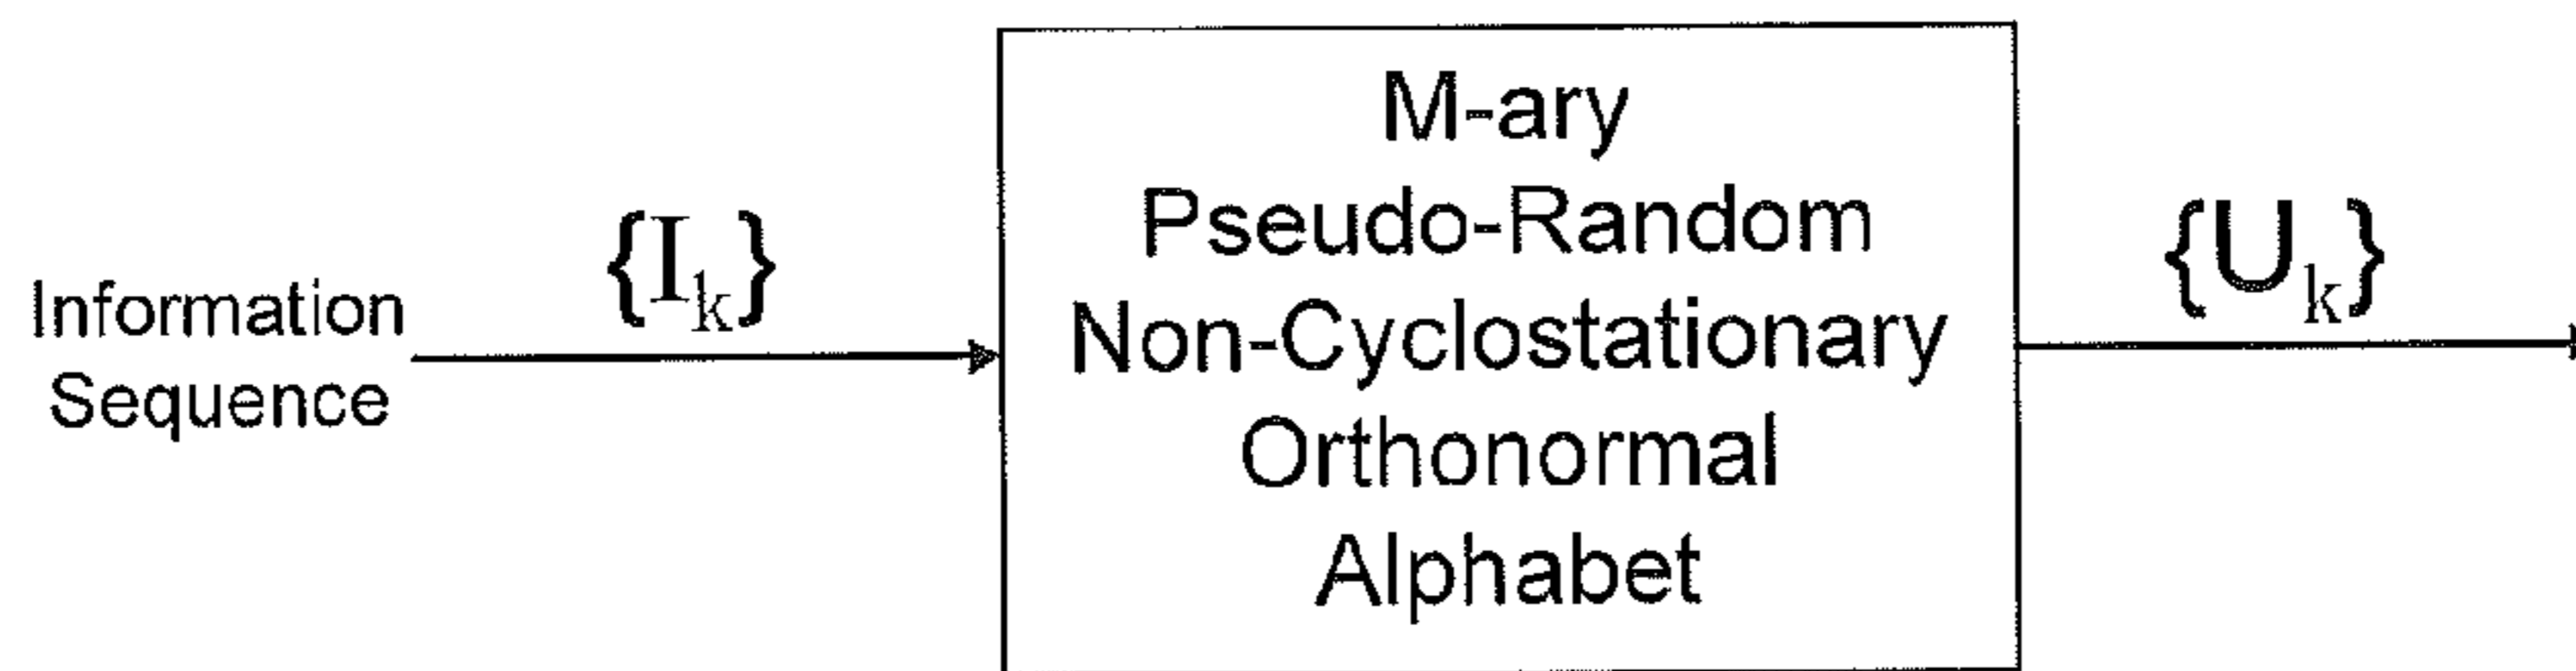 Information
Sequence
{I_k}
M-ary
Pseudo-Random
Non-Cyclostationary
Orthonormal
Alphabet
{U_k}